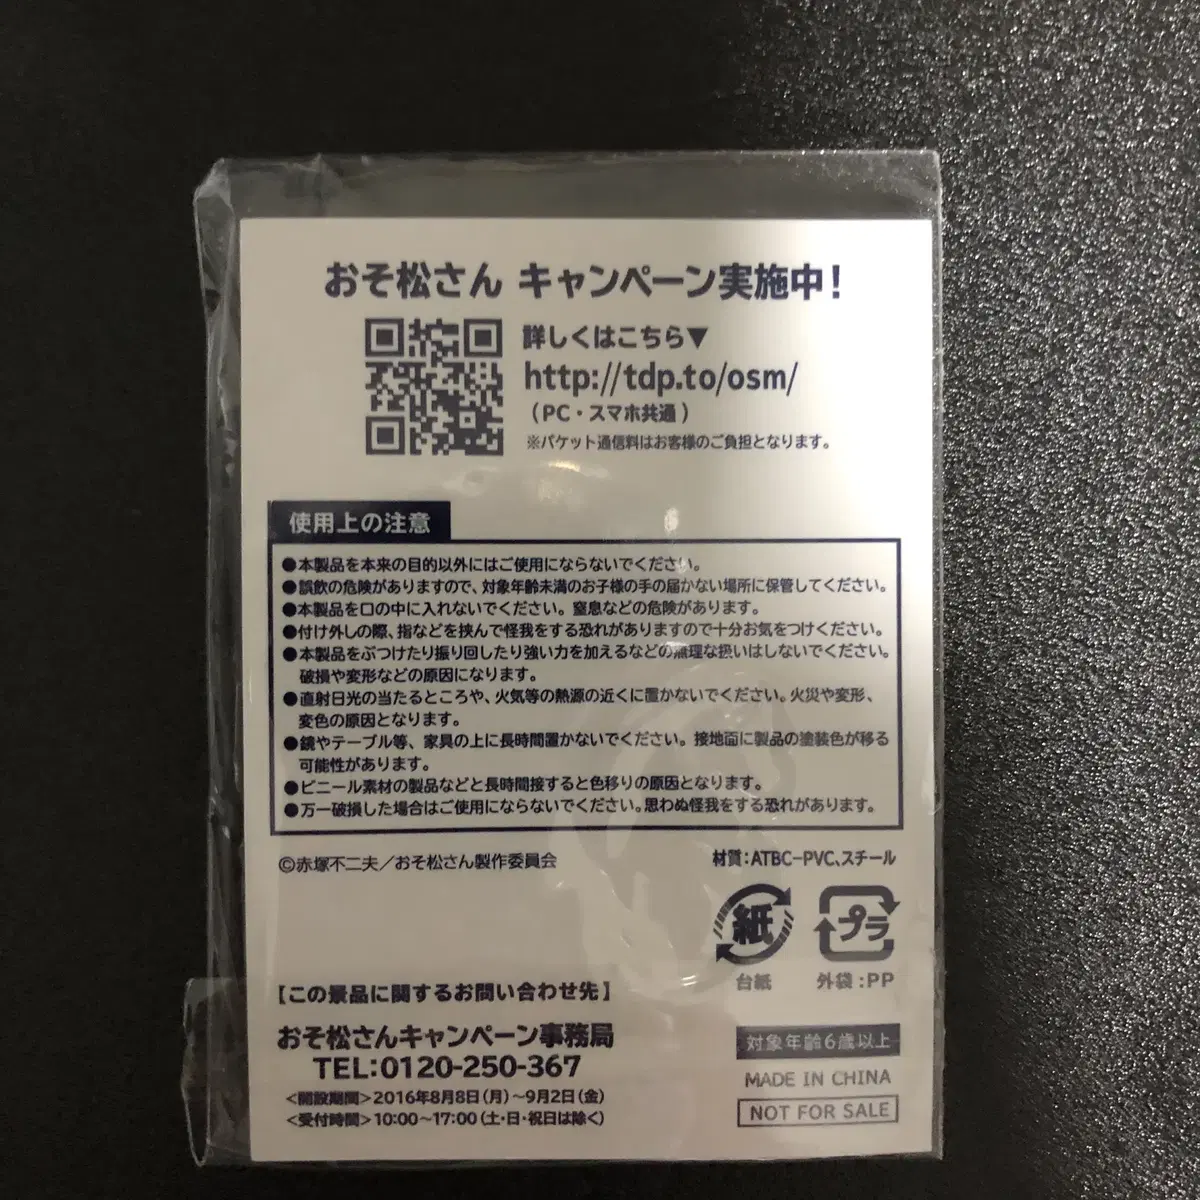 おそ松さん キャンペーン実施中!
詳しくはこちら▼
http://tdp.to/osm/
(PC・スマホ共通)
※パケット通信料はお客様のご負担となります。
使用上の注意
●本製品を本来の目的以外にはご使用にならないでください。
●誤飲の危険がありますので、対象年齢未満のお子様の手の届かない場所に保管してください。
●本製品を口の中に入れないでください。窒息などの危険があります。
●付け外しの際、指などを挟んで怪我をする恐れがありますので十分お気をつけください。
●本製品をぶつけたり振り回したり強い力を加えるなどの無理な扱いはしないでください。
破損や変形などの原因になります。
●直射日光の当たるところや、火気等の熱源の近くに置かないでください。火災や変形、
変色の原因となります。
●鏡やテーブル等、家具の上に長時間置かないでください。接地面に製品の塗装色が移る
可能性があります。
●ビニール素材の製品などと長時間接すると色移りの原因となります。
●万一破損した場合はご使用にならないでください。思わぬ怪我をする恐れがあります。
©赤塚不二夫/おそ松さん製作委員会
材質:ATBC-PVC、スチール
紙
プラ
台紙
外袋:PP
【この景品に関するお問い合わせ先】
おそ松さんキャンペーン事務局
TEL:0120-250-367
<開設期間>2016年8月8日(月)~9月2日(金)
<受付時間>10:00~17:00(土・日・祝日は除く)
対象年齢6歳以上
MADE IN CHINA
NOT FOR SALE